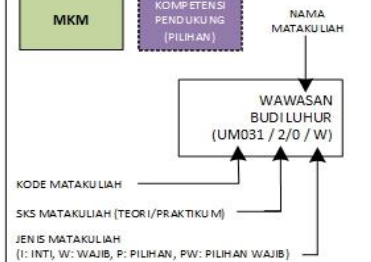 MKM
KOMPETENSI
PENDUKUNG
(PILIHAN)
NAMA
MATAKULIAH
WAWASAN
BUDI LUHUR
(UM031 / 2/0 / W)
KODE MATAKULIAH
SKS MATAKULIAH (TEORI/PRAKTIKUM)
JENIS MATAKULIAH
(I: INTI, W: WAJIB, P: PILIHAN, PW: PILIHAN WAJIB)